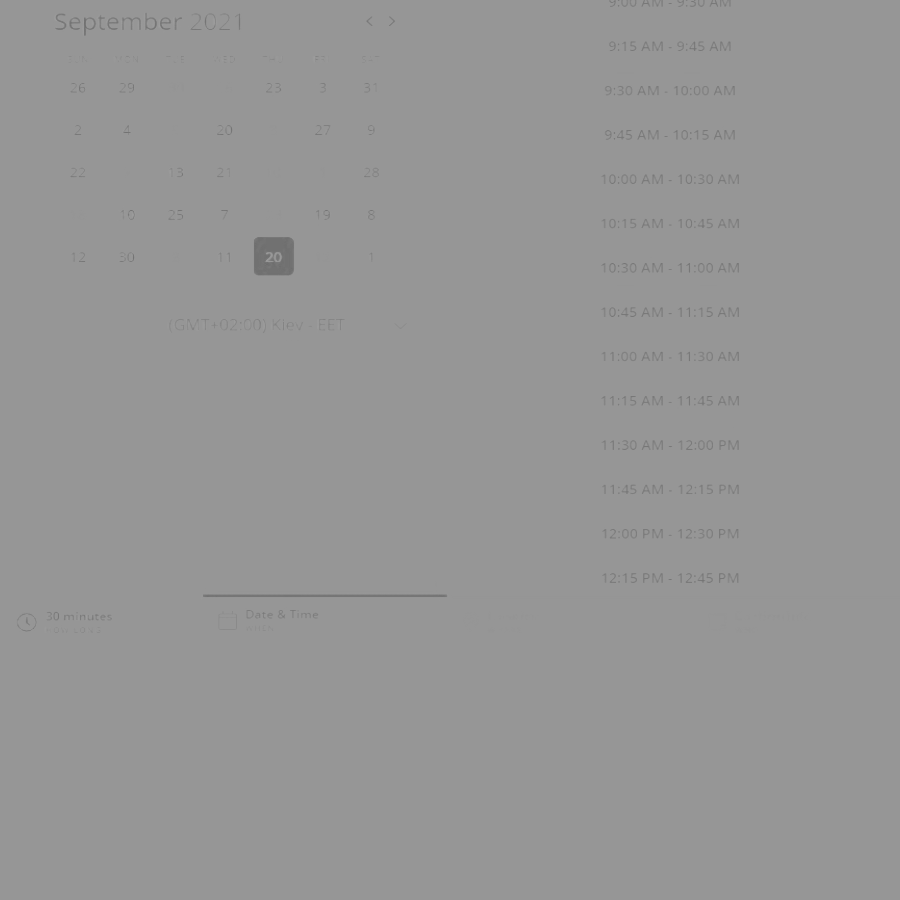 September 2021
26 29 23 3 31
2 4 20 27 9
22 13 21 28
10 25 7 19 8
12 30 11 20 1
(GMT+02:00) Kiev - EET
9:00 AM - 9:30 AM
9:15 AM - 9:45 AM
9:30 AM - 10:00 AM
9:45 AM - 10:15 AM
10:00 AM - 10:30 AM
10:15 AM - 10:45 AM
10:30 AM - 11:00 AM
10:45 AM - 11:15 AM
11:00 AM - 11:30 AM
11:15 AM - 11:45 AM
11:30 AM - 12:00 PM
11:45 AM - 12:15 PM
12:00 PM - 12:30 PM
12:15 PM - 12:45 PM
30 minutes
Date & Time